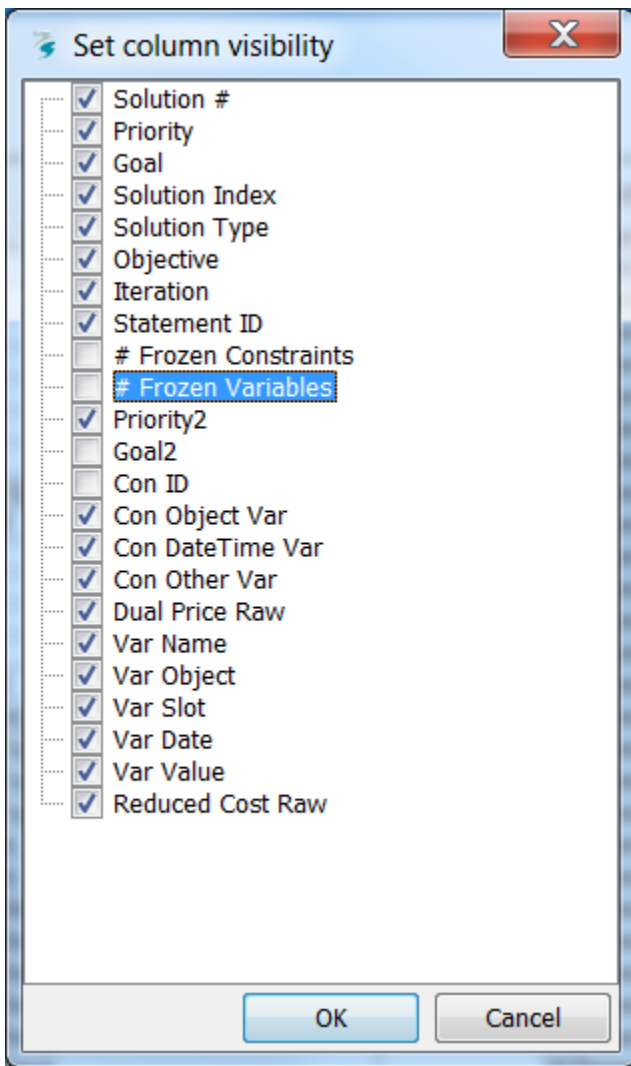 Set column visibility
Solution #
Priority
Goal
Solution Index
Solution Type
Objective
Iteration
Statement ID
# Frozen Constraints
# Frozen Variables
Priority2
Goal2
Con ID
Con Object Var
Con DateTime Var
Con Other Var
Dual Price Raw
Var Name
Var Object
Var Slot
Var Date
Var Value
Reduced Cost Raw
OK Cancel